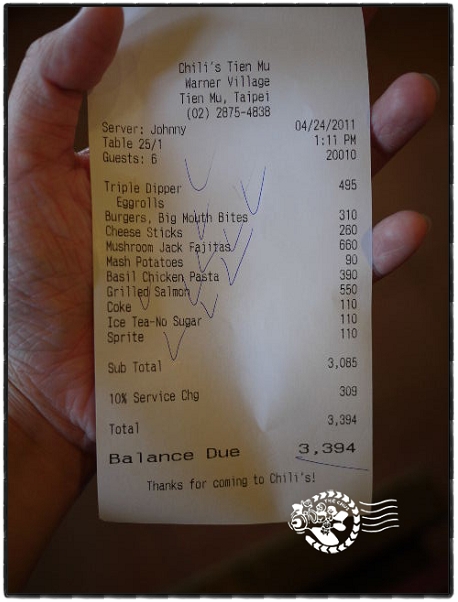 Chili's Tien Mu
Warner Village
Tien Mu, Taipei
(02) 2875-4838
Server: Johnny 04/24/2011
Table 25/1 1:11 PM
Guests: 6 20010
Triple Dipper 495
Eggrolls
Burgers, Big Mouth Bites 310
Cheese Sticks 260
Mushroom Jack Fajitas 660
Mash Potatoes 90
Basil Chicken Pasta 390
Grilled Salmon 550
Coke 110
Ice Tea-No Sugar 110
Sprite 110
Sub Total 3,085
10% Service Chg 309
Total 3,394
Balance Due 3,394
Thanks for coming to Chili's!